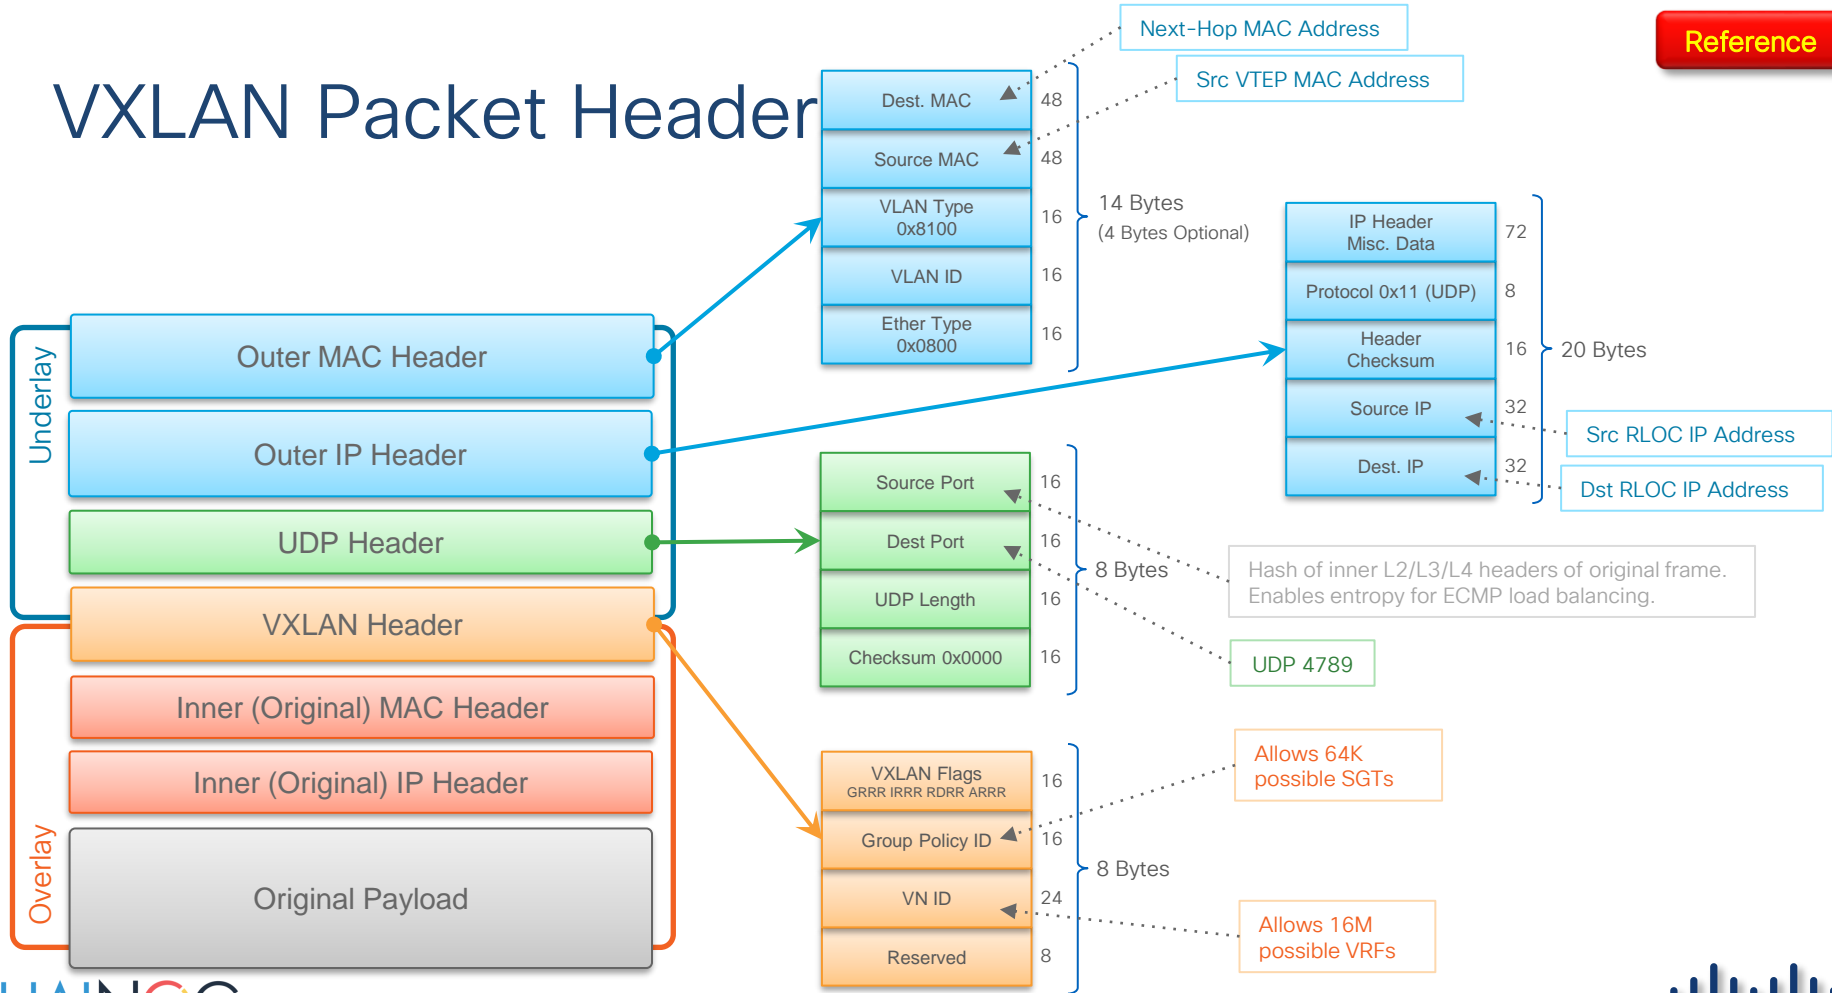 Reference
VXLAN Packet Header
Next-Hop MAC Address
Src VTEP MAC Address
Dest. MAC
48
Source MAC
48
VLAN Type
0x8100
16
VLAN ID
16
Ether Type
0x0800
16
14 Bytes
(4 Bytes Optional)
IP Header
Misc. Data
72
Protocol 0x11 (UDP)
8
Header
Checksum
16
Source IP
32
Dest. IP
32
20 Bytes
Src RLOC IP Address
Dst RLOC IP Address
Underlay
Outer MAC Header
Outer IP Header
UDP Header
VXLAN Header
Overlay
Inner (Original) MAC Header
Inner (Original) IP Header
Original Payload
Source Port
16
Dest Port
16
UDP Length
16
Checksum 0x0000
16
8 Bytes
Hash of inner L2/L3/L4 headers of original frame.
Enables entropy for ECMP load balancing.
UDP 4789
VXLAN Flags
GRRR IRRR RDRR ARRR
16
Group Policy ID
16
VN ID
24
Reserved
8
8 Bytes
Allows 64K
possible SGTs
Allows 16M
possible VRFs